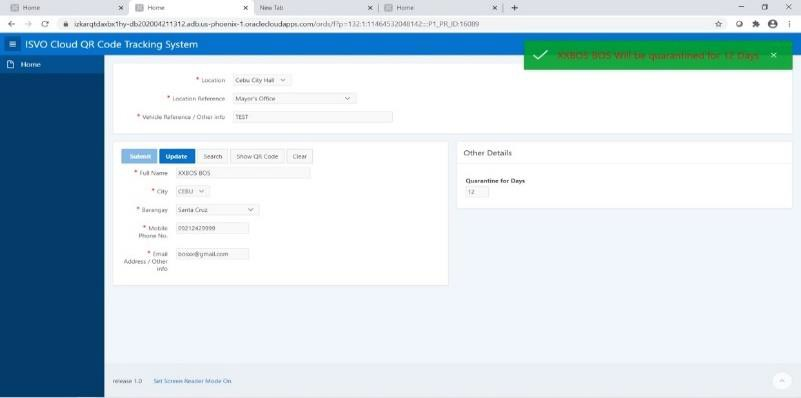 Home
Home
New Tab
Home
izkarqtdaxbx1hy-db202004211312.adb.us-phoenix-1.oraclecloudapps.com/ords/f?p=132:1:11464532048142::::P1_PR_ID:16089
ISVO Cloud QR Code Tracking System
XXBOS BOS Will be quarantined for 12 Days
Home
* Location Cebu City Hall
* Location Reference Mayor's Office
* Vehicle Reference / Other info TEST
Submit Update Search Show QR Code Clear
* Full Name XXBOS BOS
* City CEBU
* Barangay Santa Cruz
* Mobile
Phone No. 09212429999
* Email
Address / Other
info
bosxx@gmail.com
Other Details
Quarantine for Days
12
release 1.0 Set Screen Reader Mode On